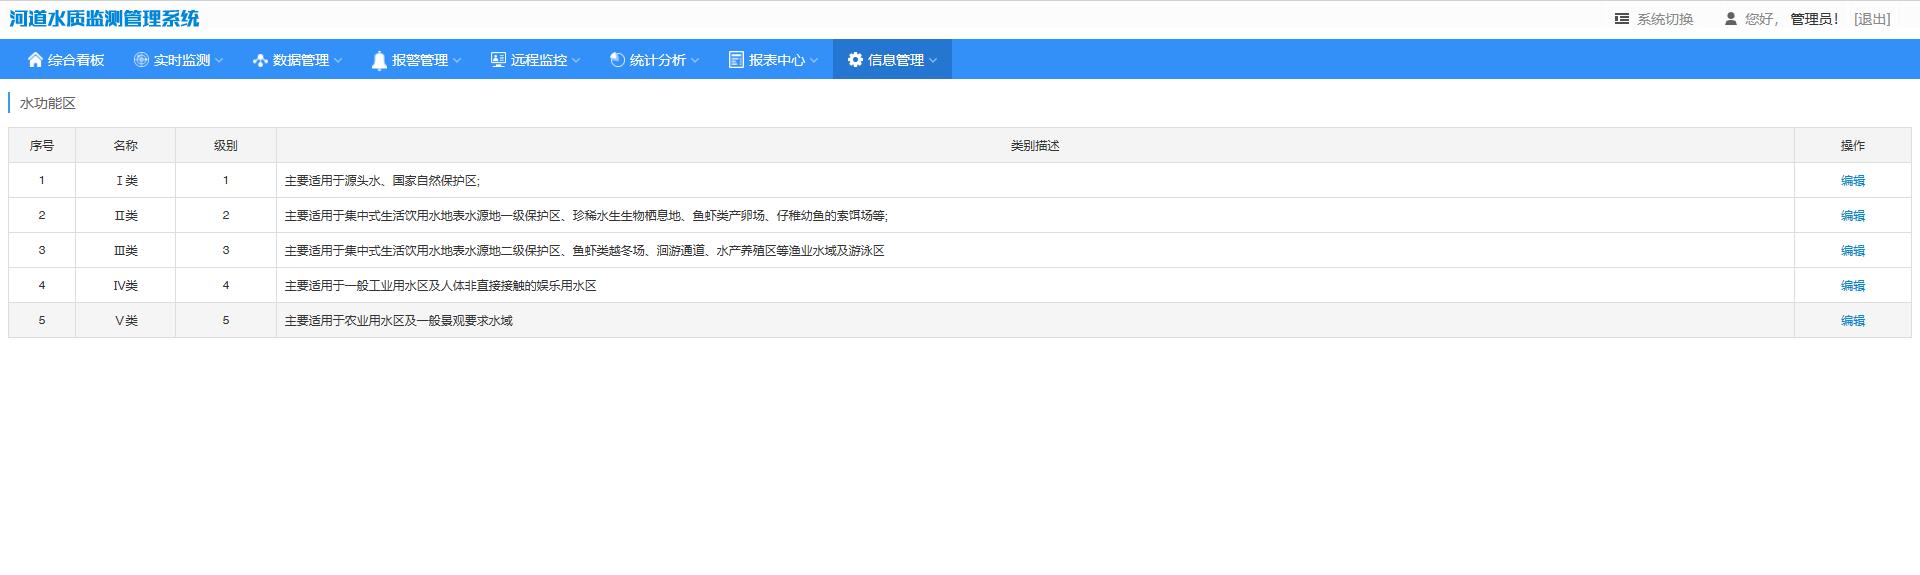 河道水质监测管理系统
系统切换 您好, 管理员! [退出]
综合看板 实时监测 数据管理 报警管理 远程监控 统计分析 报表中心 信息管理
水功能区
序号 名称 级别 类别描述 操作
1 Ⅰ类 1 主要适用于源头水、国家自然保护区; 编辑
2 Ⅱ类 2 主要适用于集中式生活饮用水地表水源地一级保护区、珍稀水生生物栖息地、鱼虾类产卵场、仔稚幼鱼的索饵场等; 编辑
3 Ⅲ类 3 主要适用于集中式生活饮用水地表水源地二级保护区、鱼虾类越冬场、洄游通道、水产养殖区等渔业水域及游泳区 编辑
4 Ⅳ类 4 主要适用于一般工业用水区及人体非直接接触的娱乐用水区 编辑
5 Ⅴ类 5 主要适用于农业用水区及一般景观要求水域 编辑